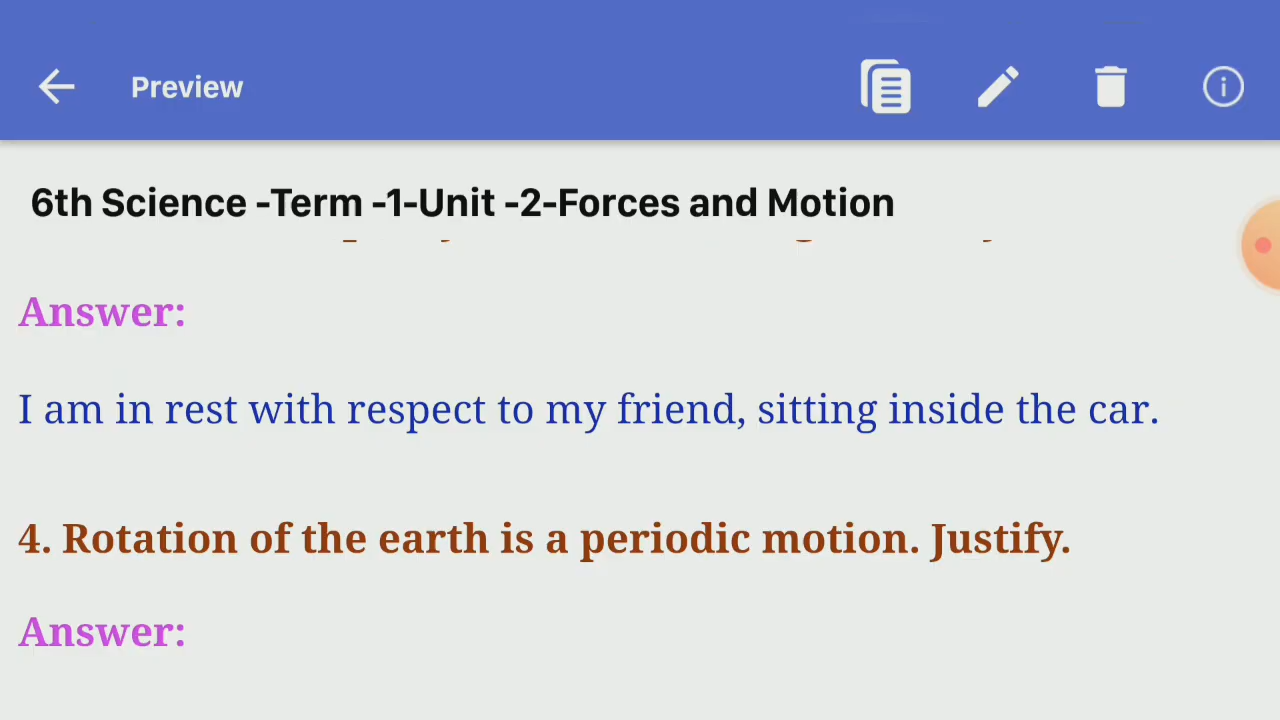 Preview
6th Science -Term -1-Unit -2-Forces and Motion
Answer:
I am in rest with respect to my friend, sitting inside the car.
4. Rotation of the earth is a periodic motion. Justify.
Answer: